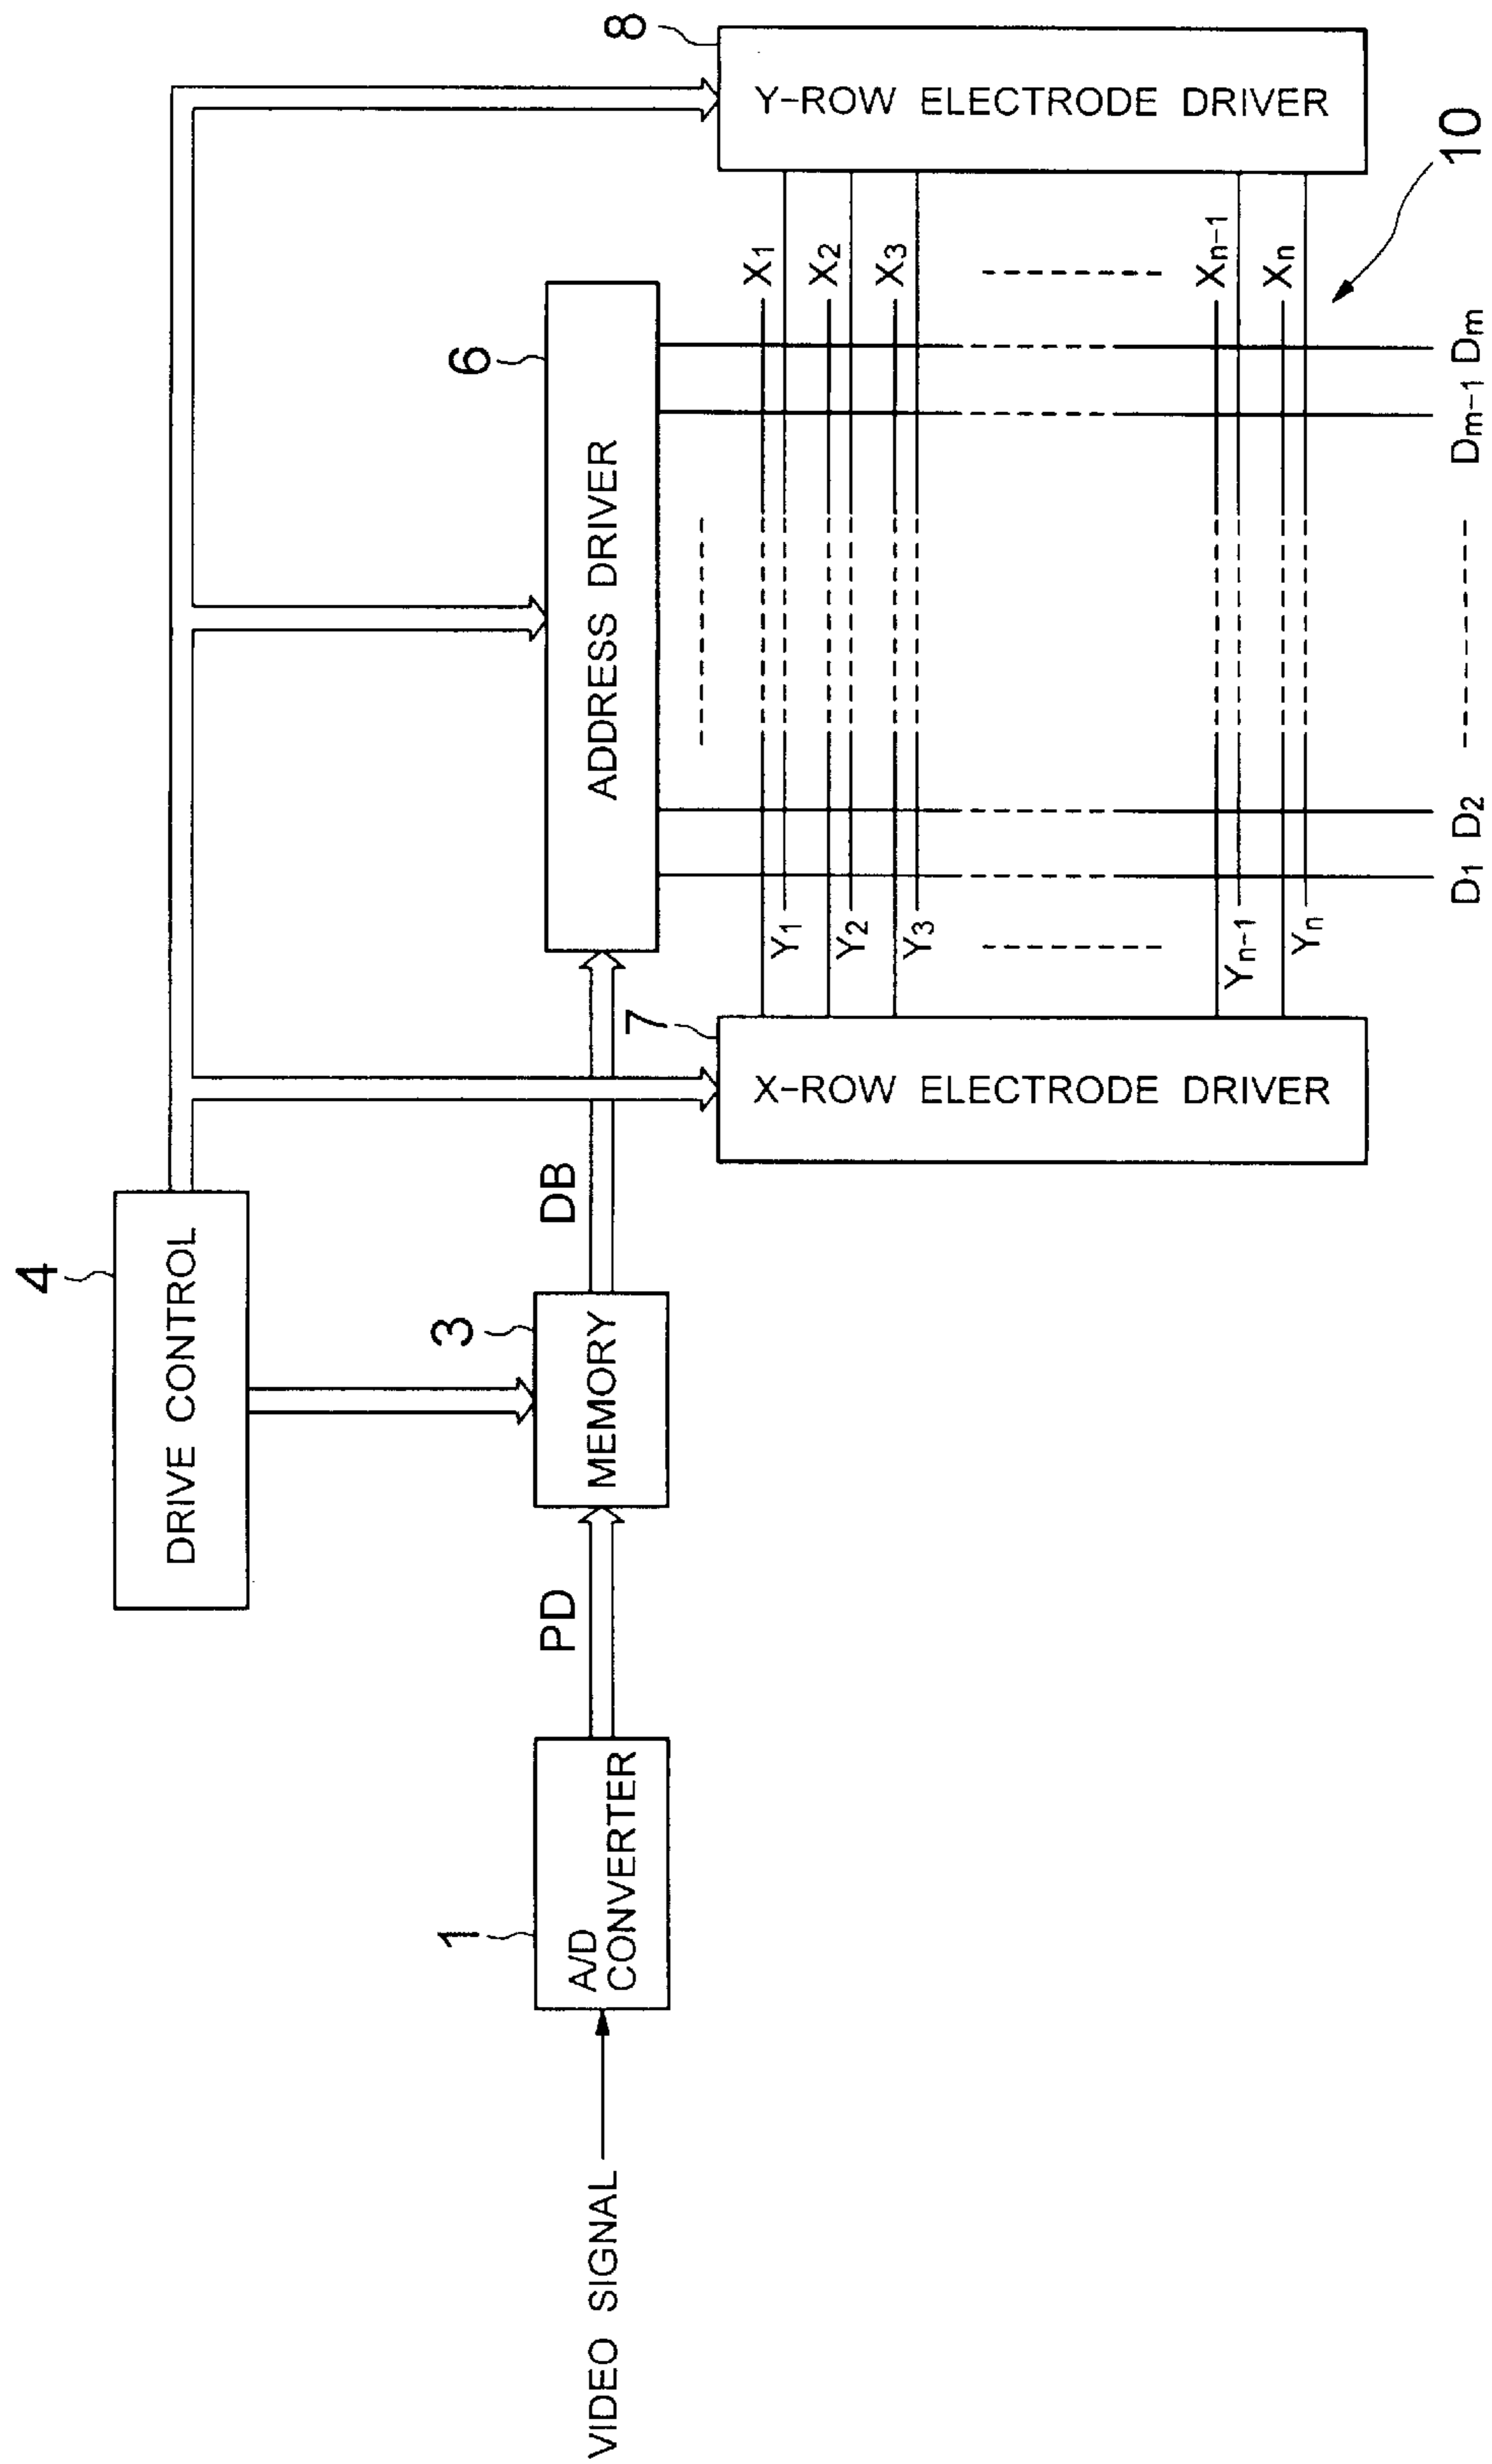 4
DRIVE CONTROL
8
Y-ROW ELECTRODE DRIVER
6
ADDRESS DRIVER
3
MEMORY
DB
7
X-ROW ELECTRODE DRIVER
1
A/D
CONVERTER
PD
VIDEO SIGNAL
X1
Y1
X2
Y2
X3
Y3
Xn-1
Yn-1
Xn
Yn
10
D1 D2 Dm-1 Dm